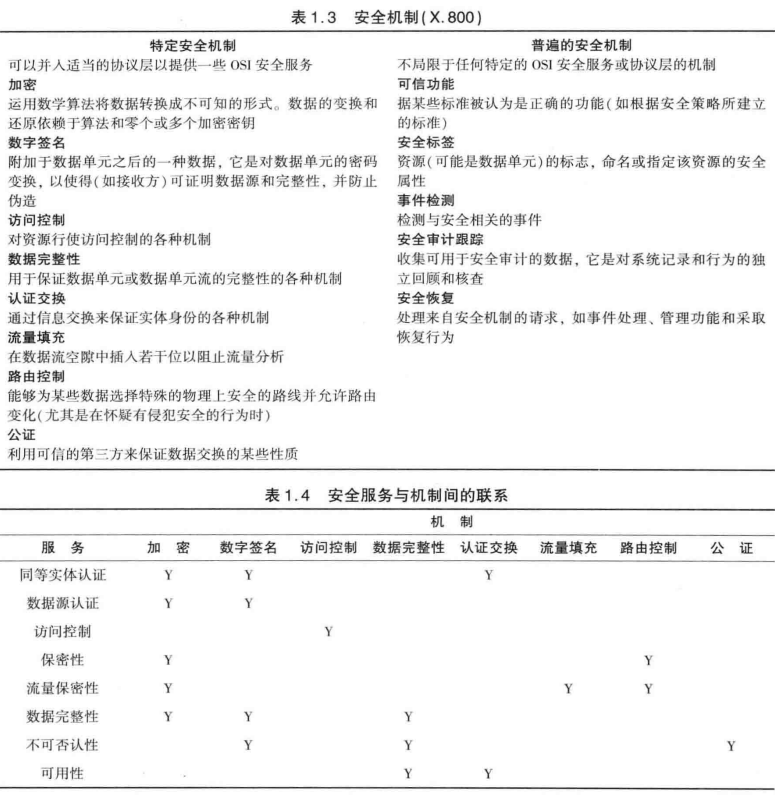 表 1.3 安全机制(X.800)
特定安全机制
可以并入适当的协议层以提供一些 OSI 安全服务
加密
运用数学算法将数据转换成不可知的形式。数据的变换和
还原依赖于算法和零个或多个加密密钥
数字签名
附加于数据单元之后的一种数据，它是对数据单元的密码
变换，以使得(如接收方)可证明数据源和完整性，并防止
伪造
访问控制
对资源行使访问控制的各种机制
数据完整性
用于保证数据单元或数据单元流的完整性的各种机制
认证交换
通过信息交换来保证实体身份的各种机制
流量填充
在数据流空隙中插入若干位以阻止流量分析
路由控制
能够为某些数据选择特殊的物理上安全的路线并允许路由
变化(尤其是在怀疑有侵犯安全的行为时)
公证
利用可信的第三方来保证数据交换的某些性质
普遍的安全机制
不局限于任何特定的 OSI 安全服务或协议层的机制
可信功能
据某些标准被认为是正确的功能(如根据安全策略所建立
的标准)
安全标签
资源(可能是数据单元)的标志，命名或指定该资源的安全
属性
事件检测
检测与安全相关的事件
安全审计跟踪
收集可用于安全审计的数据，它是对系统记录和行为的独
立回顾和核查
安全恢复
处理来自安全机制的请求，如事件处理、管理功能和采取
恢复行为
表 1.4 安全服务与机制间的联系
机 制
服 务 加 密 数字签名 访问控制 数据完整性 认证交换 流量填充 路由控制 公 证
同等实体认证 Y Y Y
数据源认证 Y Y
访问控制 Y
保密性 Y Y
流量保密性 Y Y Y
数据完整性 Y Y Y
不可否认性 Y Y Y
可用性 Y Y